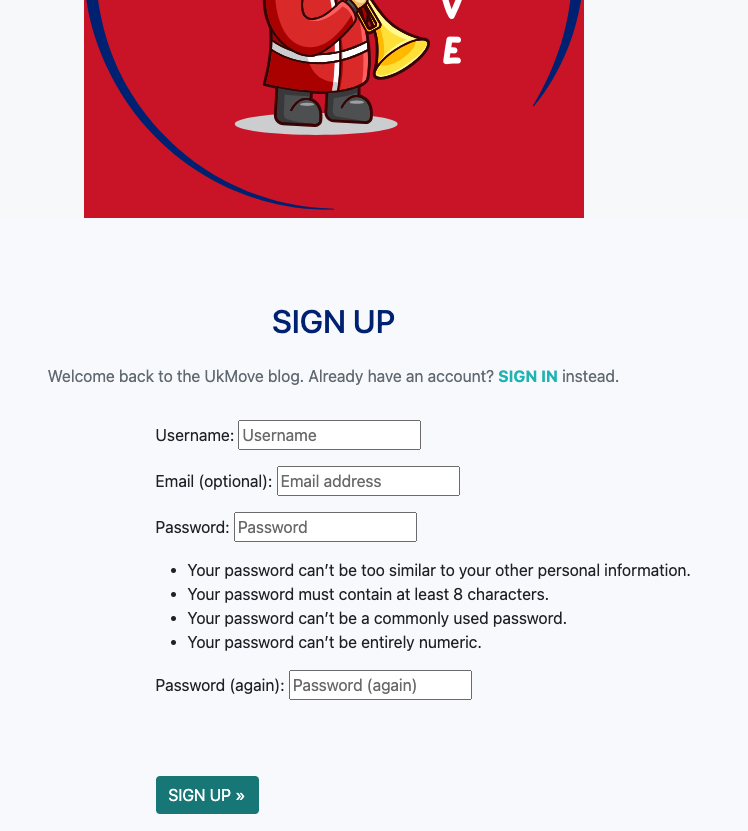 V
E
SIGN UP
Welcome back to the UkMove blog. Already have an account? SIGN IN instead.
Username: Username
Email (optional): Email address
Password: Password
• Your password can’t be too similar to your other personal information.
• Your password must contain at least 8 characters.
• Your password can’t be a commonly used password.
• Your password can’t be entirely numeric.
Password (again): Password (again)
SIGN UP »